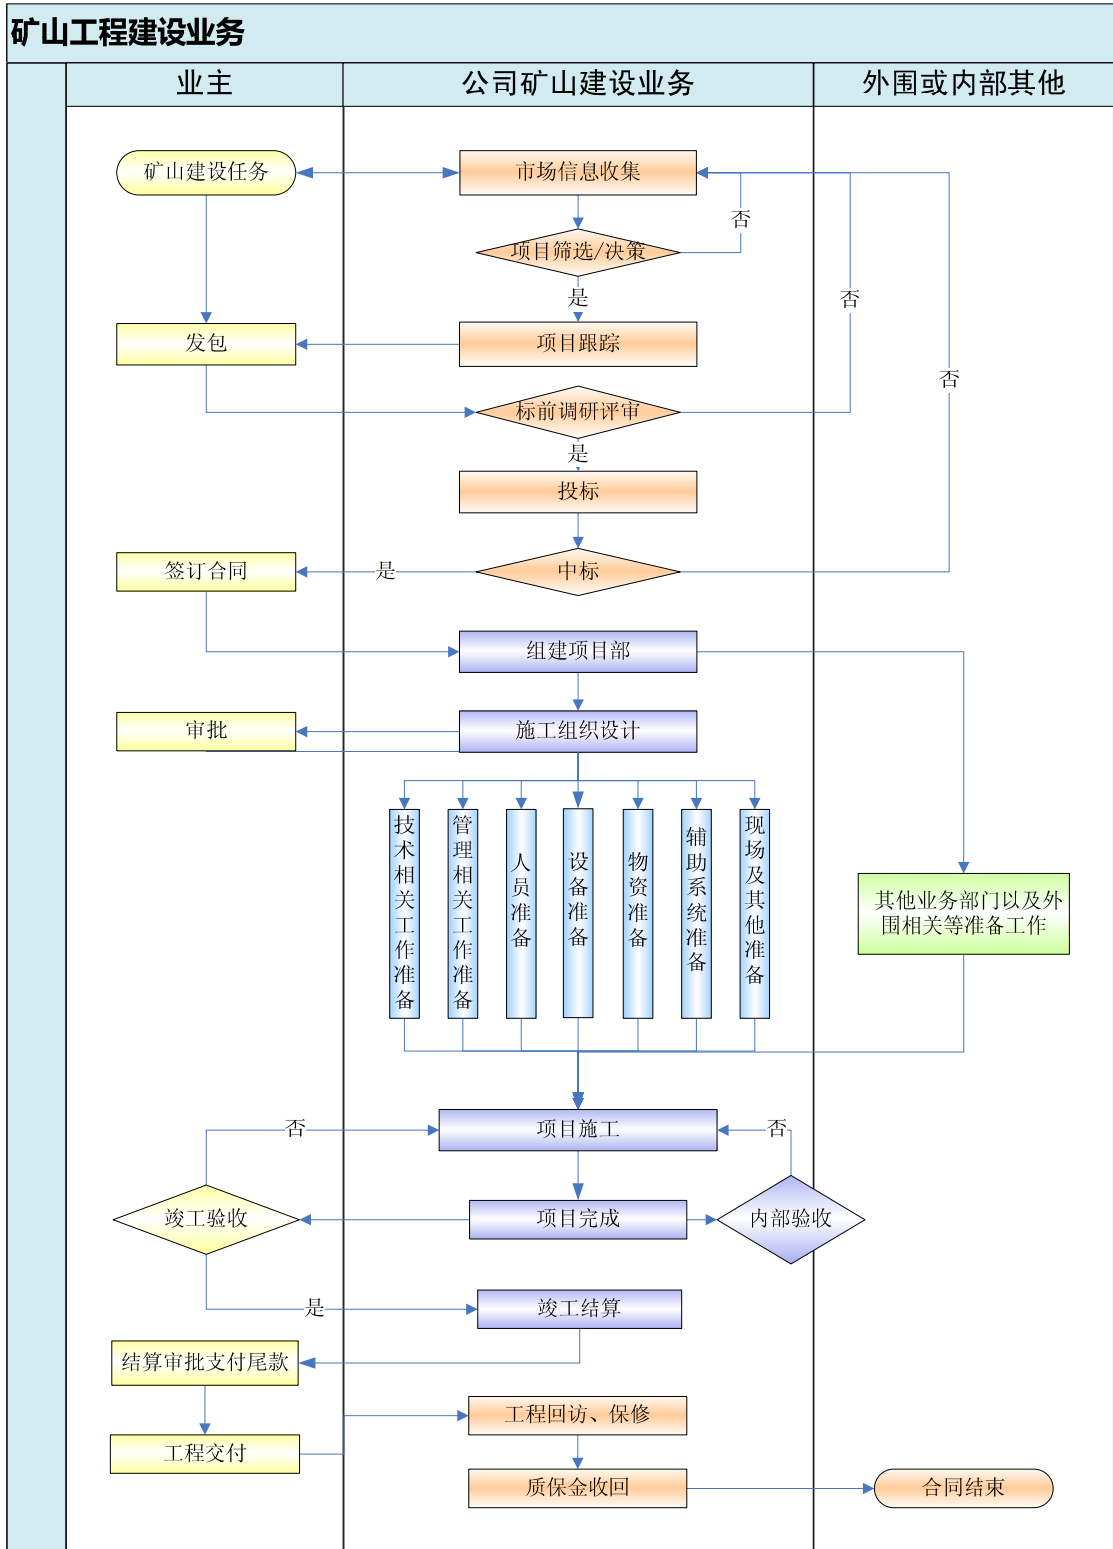 矿山工程建设业务
业主
公司矿山建设业务
外围或内部其他
矿山建设任务
市场信息收集
否
项目筛选/决策
是
否
发包
项目跟踪
否
标前调研评审
是
投标
签订合同
是
中标
组建项目部
审批
施工组织设计
技术相关工作准备
管理相关工作准备
人员准备
设备准备
物资准备
辅助系统准备
现场及其他准备
其他业务部门以及外
围相关等准备工作
否
项目施工
否
竣工验收
项目完成
内部验收
是
竣工结算
结算审批支付尾款
工程回访、保修
工程交付
质保金收回
合同结束